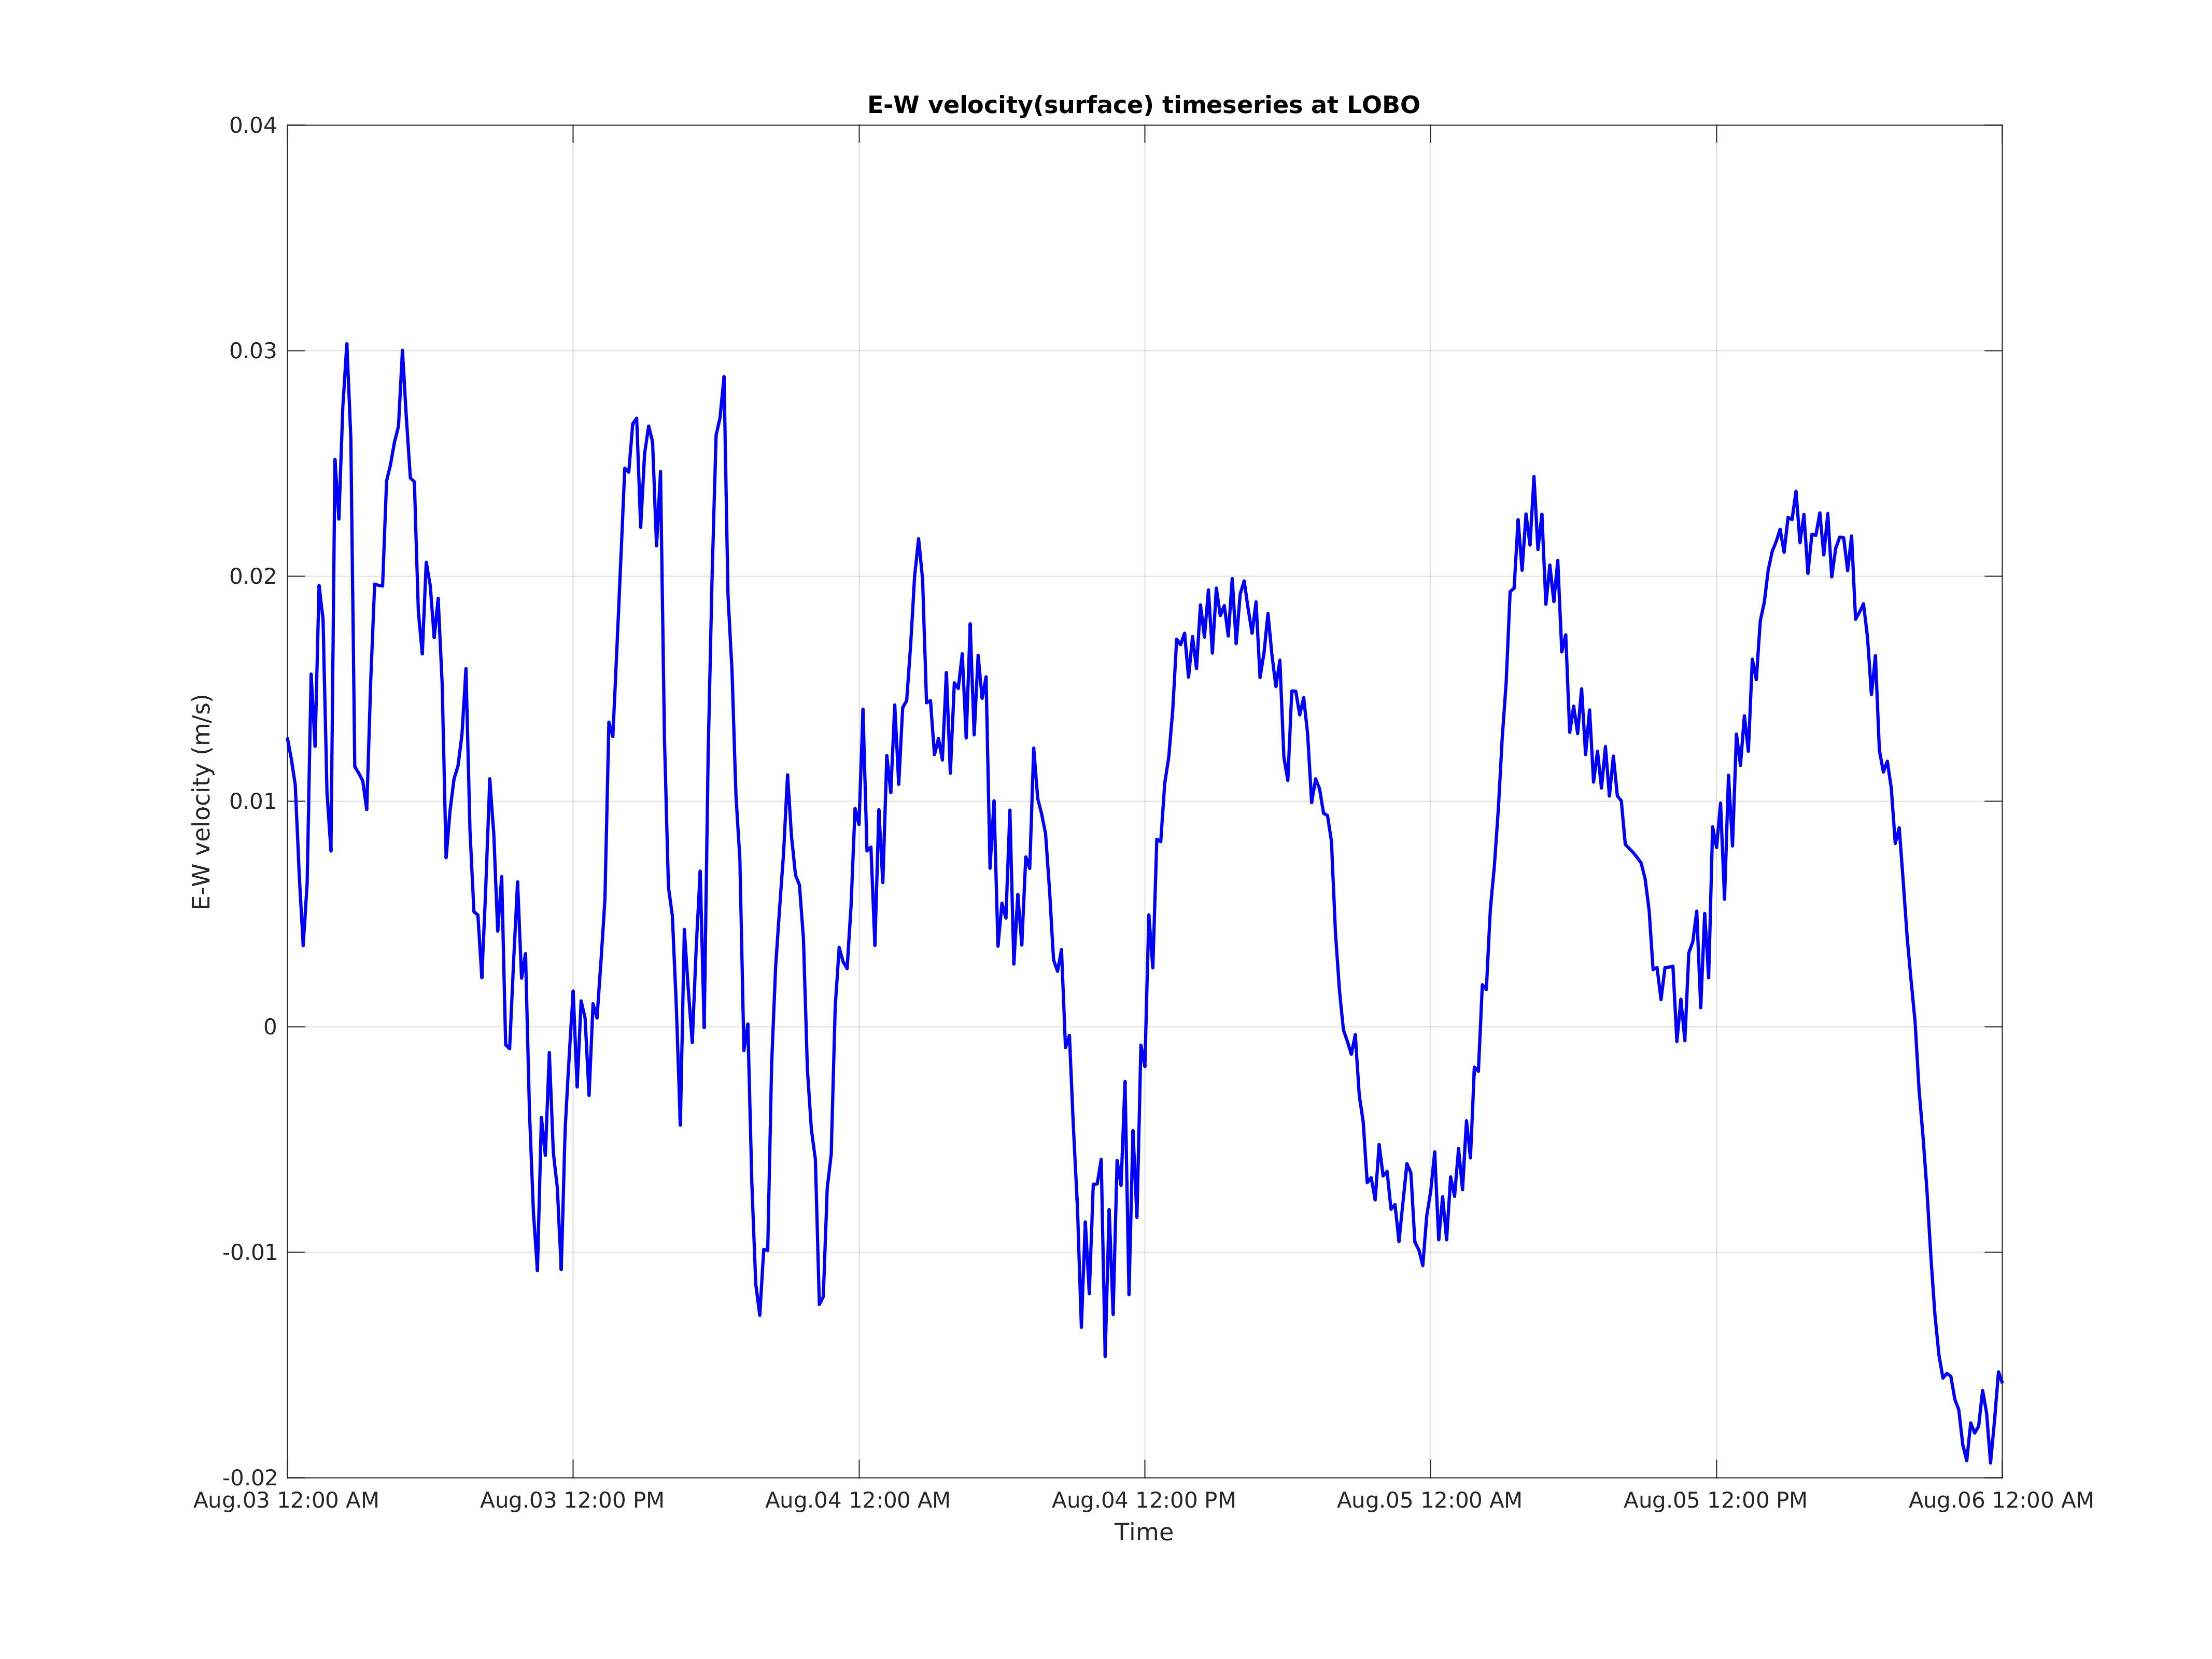 E-W velocity(surface) timeseries at LOBO
0.04
0.03
0.02
0.01
0
-0.01
-0.02
E-W velocity (m/s)
Aug.03 12:00 AM Aug.03 12:00 PM Aug.04 12:00 AM Aug.04 12:00 PM Aug.05 12:00 AM Aug.05 12:00 PM Aug.06 12:00 AM
Time